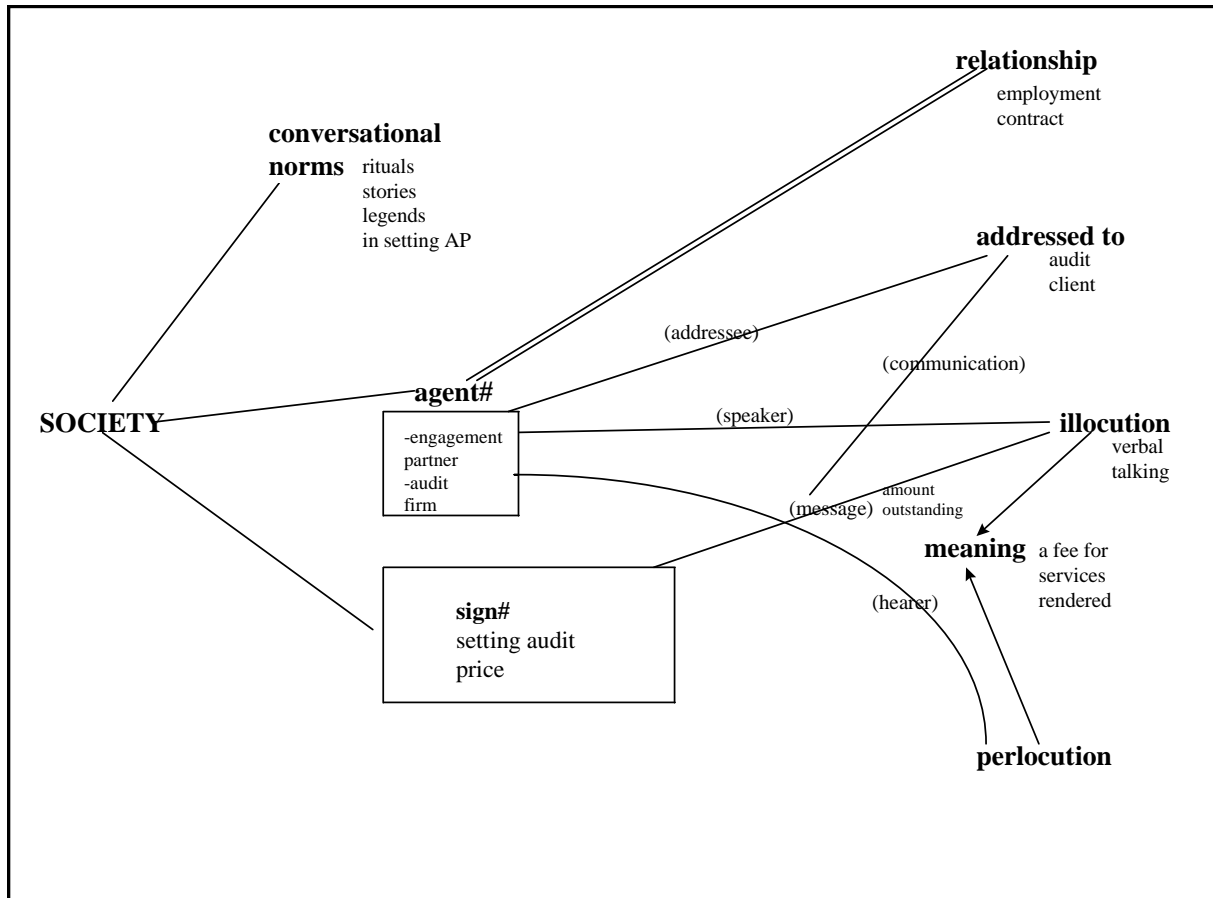 relationship
employment
contract
conversational
norms rituals
stories
legends
in setting AP
addressed to
audit
client
(addressee)
(communication)
agent#
SOCIETY
(speaker)
illocution
verbal
talking
-engagement
partner
-audit
firm
amount
outstanding
(message)
meaning a fee for
services
rendered
(hearer)
sign#
setting audit
price
perlocution